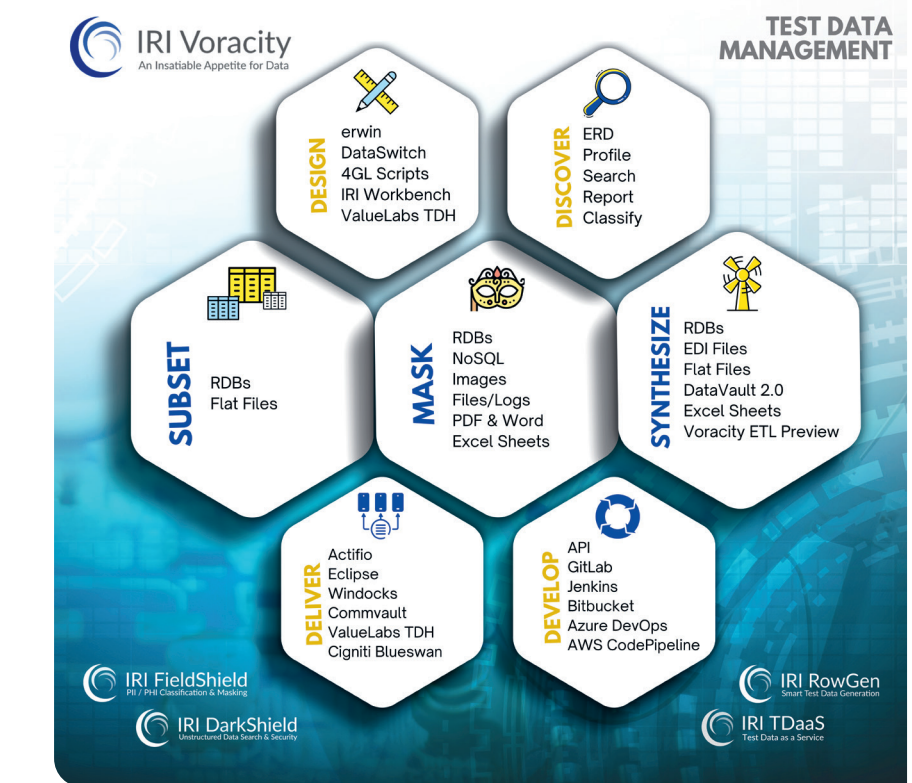 IRI Voracity
An Insatiable Appetite for Data
TEST DATA
MANAGEMENT
DESIGN
erwin
DataSwitch
4GL Scripts
IRI Workbench
ValueLabs TDH
DISCOVER
ERD
Profile
Search
Report
Classify
SUBSET
RDBs
Flat Files
MASK
RDBs
NoSQL
Images
Files/Logs
PDF & Word
Excel Sheets
SYNTHESIZE
RDBs
EDI Files
Flat Files
DataVault 2.0
Excel Sheets
Voracity ETL Preview
DELIVER
Actifio
Eclipse
Windocks
Commvault
ValueLabs TDH
Cigniti Blueswan
DEVELOP
API
GitLab
Jenkins
Bitbucket
Azure DevOps
AWS CodePipeline
IRI FieldShield
PII / PHI Classification & Masking
IRI DarkShield
Unstructured Data Search & Security
IRI RowGen
Smart Test Data Generation
IRI TDaaS
Test Data as a Service